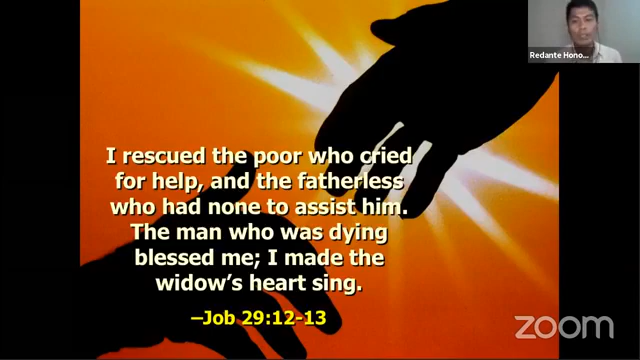 Redante Hono...
I rescued the poor who cried
for help, and the fatherless
who had none to assist him.
The man who was dying
blessed me; I made the
widow's heart sing.
–Job 29:12-13
zoom